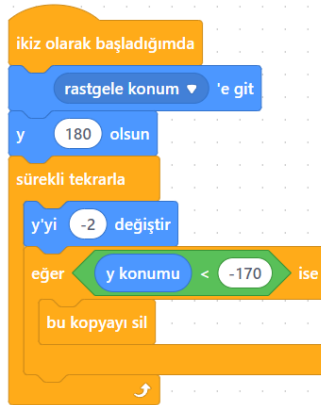 ikiz olarak başladığımda
rastgele konum 'e git
y 180 olsun
sürekli tekrarla
y'yi -2 değiştir
eğer y konumu < -170 ise
bu kopyayı sil